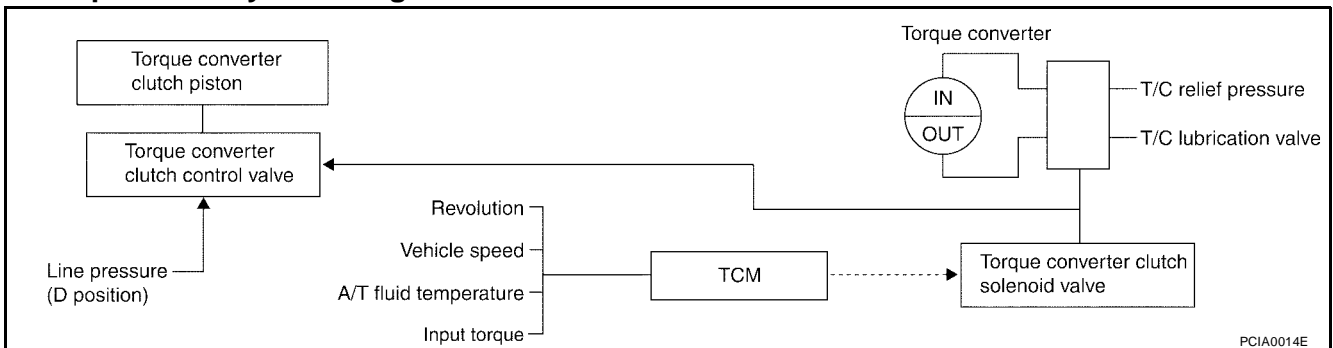 Torque converter
clutch piston
Torque converter
clutch control valve
Line pressure
(D position)
Revolution
Vehicle speed
A/T fluid temperature
Input torque
TCM
Torque converter
IN
OUT
T/C relief pressure
T/C lubrication valve
Torque converter clutch
solenoid valve
PCIA0014E